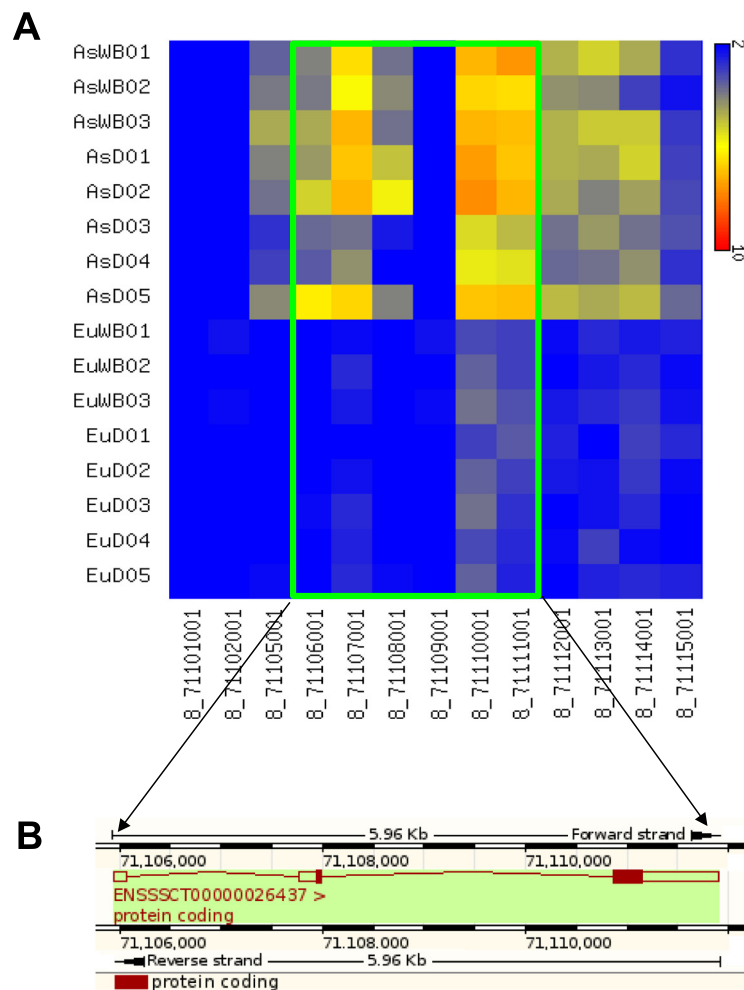 A
AsWB01
AsWB02
AsWB03
AsD01
AsD02
AsD03
AsD04
AsD05
EuWB01
EuWB02
EuWB03
EuD01
EuD02
EuD03
EuD04
EuD05
2
10
8_71101001
8_71102001
8_71105001
8_71106001
8_71107001
8_71108001
8_71109001
8_71110001
8_71111001
8_71112001
8_71113001
8_71114001
8_71115001
B
5.96 Kb Forward strand
71,106,000 71,108,000 71,110,000
ENSSSCT00000026437 >
protein coding
71,106,000 71,108,000 71,110,000
Reverse strand 5.96 Kb
protein coding